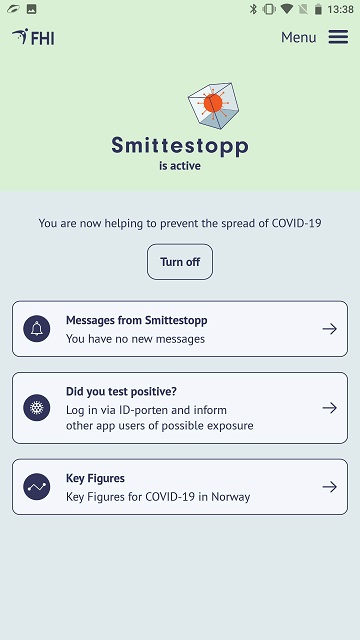 13:38
FHI
Menu
Smittestopp
is active
You are now helping to prevent the spread of COVID-19
Turn off
Messages from Smittestopp
You have no new messages
Did you test positive?
Log in via ID-porten and inform
other app users of possible exposure
Key Figures
Key Figures for COVID-19 in Norway